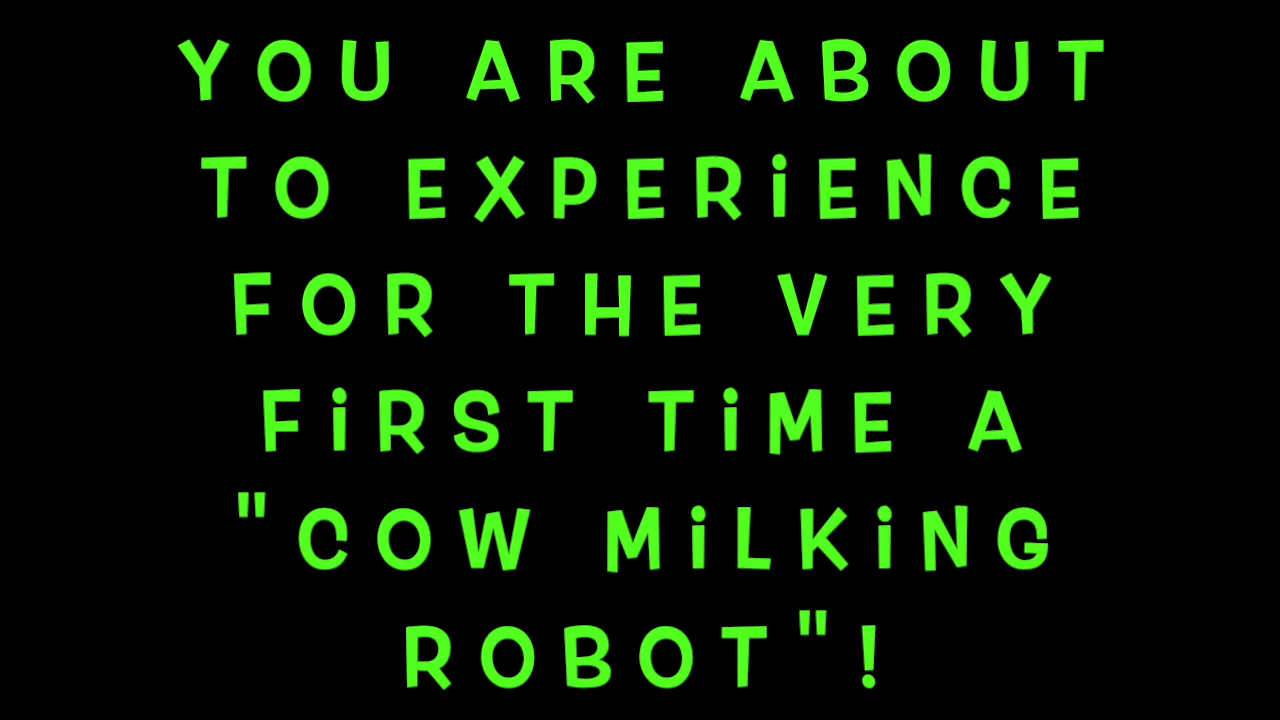 YOU ARE ABOUT
TO EXPERiENCE
FOR THE VERY
FiRST TiME A
"COW MiLKiNG
ROBOT"!